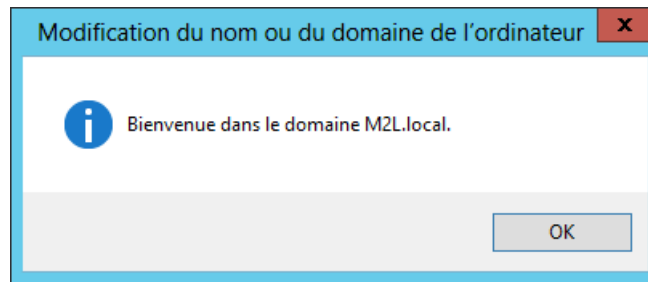 Modification du nom ou du domaine de l'ordinateur
x
Bienvenue dans le domaine M2L.local.
OK